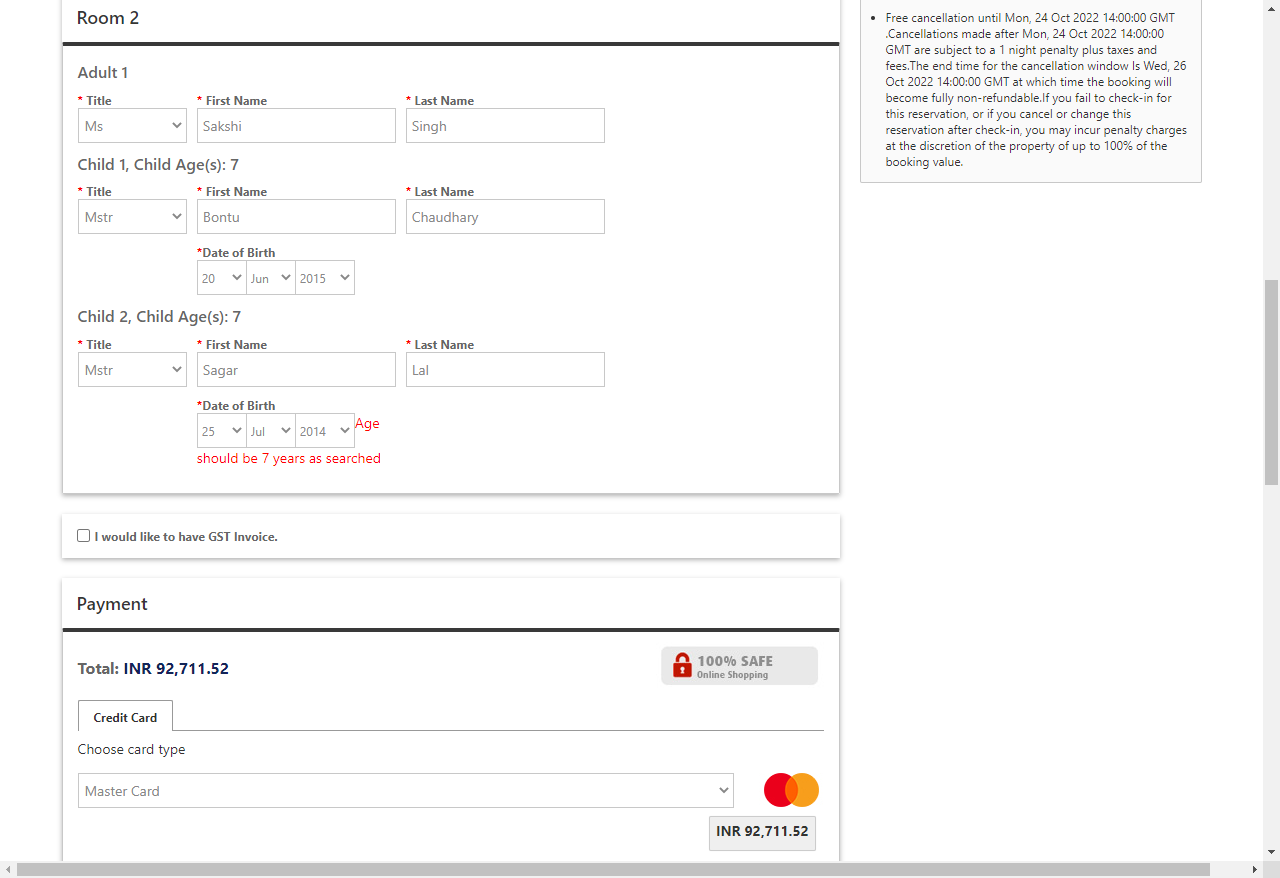 Room 2
Adult 1
* Title * First Name * Last Name
Ms Sakshi Singh
Child 1, Child Age(s): 7
* Title * First Name * Last Name
Mstr Bontu Chaudhary
*Date of Birth
20 Jun 2015
Child 2, Child Age(s): 7
* Title * First Name * Last Name
Mstr Sagar Lal
*Date of Birth
25 Jul 2014 Age
should be 7 years as searched
I would like to have GST Invoice.
Payment
Total: INR 92,711.52
100% SAFE
Online Shopping
Credit Card
Choose card type
Master Card
INR 92,711.52
• Free cancellation until Mon, 24 Oct 2022 14:00:00 GMT
.Cancellations made after Mon, 24 Oct 2022 14:00:00
GMT are subject to a 1 night penalty plus taxes and
fees.The end time for the cancellation window Is Wed, 26
Oct 2022 14:00:00 GMT at which time the booking will
become fully non-refundable.If you fail to check-in for
this reservation, or if you cancel or change this
reservation after check-in, you may incur penalty charges
at the discretion of the property of up to 100% of the
booking value.